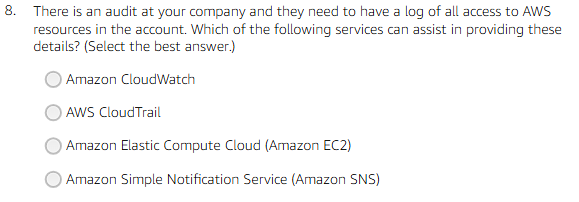 8. There is an audit at your company and they need to have a log of all access to AWS
resources in the account. Which of the following services can assist in providing these
details? (Select the best answer.)
Amazon CloudWatch
AWS CloudTrail
Amazon Elastic Compute Cloud (Amazon EC2)
Amazon Simple Notification Service (Amazon SNS)